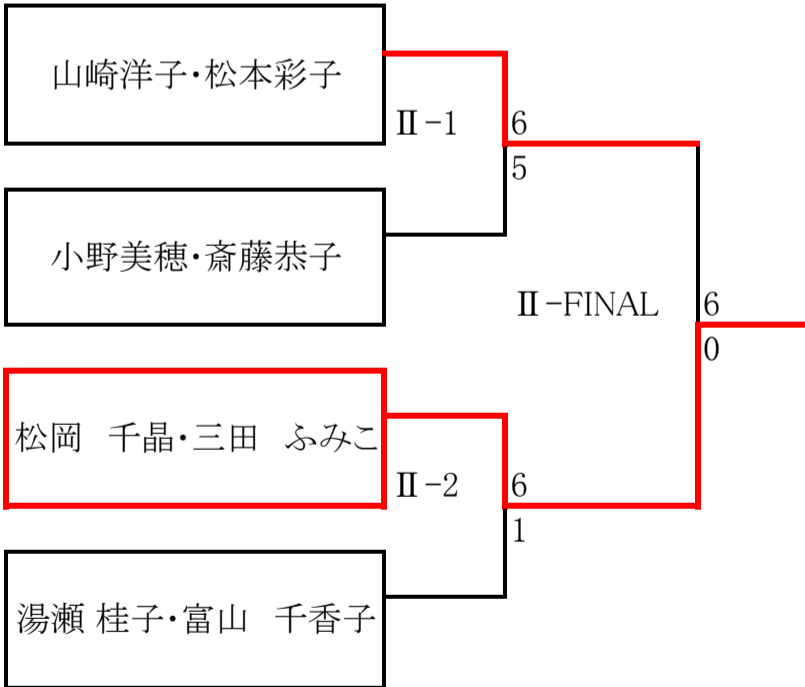 山崎洋子・松本彩子
Ⅱ-1
6
5
小野美穂・斎藤恭子
Ⅱ-FINAL
6
0
松岡　千晶・三田　ふみこ
Ⅱ-2
6
1
湯瀬 桂子・富山　千香子